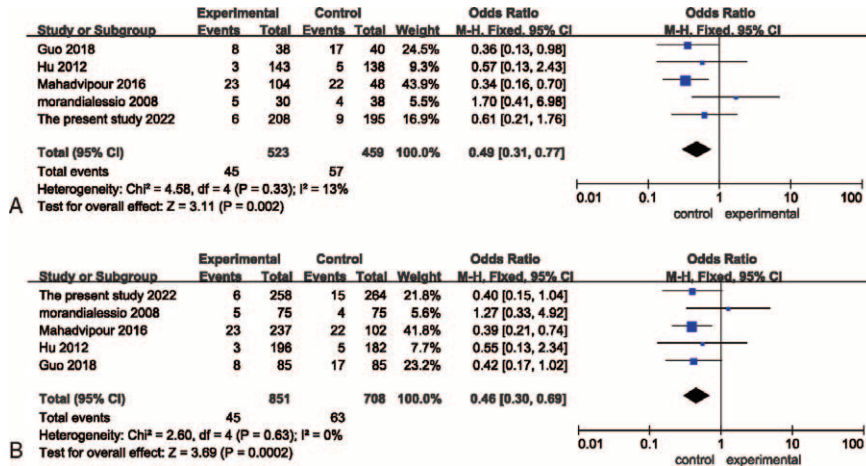 Experimental Control Odds Ratio Odds Ratio
Study or Subgroup Events Total Events Total Weight M-H. Fixed. 95% CI M-H. Fixed. 95% CI
Guo 2018 8 38 17 40 24.5% 0.36 [0.13, 0.98]
Hu 2012 3 143 5 138 9.3% 0.57 [0.13, 2.43]
Mahadvipour 2016 23 104 22 48 43.9% 0.34 [0.16, 0.70]
morandialessio 2008 5 30 4 38 5.5% 1.70 [0.41, 6.98]
The present study 2022 6 208 9 195 16.9% 0.61 [0.21, 1.76]
Total (95% CI) 523 459 100.0% 0.49 [0.31, 0.77]
Total events 45 57
Heterogeneity: Chi² = 4.58, df = 4 (P = 0.33); I² = 13%
Test for overall effect: Z = 3.11 (P = 0.002)
0.01 0.1 1 10 100
control experimental
A
Experimental Control Odds Ratio Odds Ratio
Study or Subgroup Events Total Events Total Weight M-H, Fixed, 95% CI M-H, Fixed, 95% CI
The present study 2022 6 258 15 264 21.8% 0.40 [0.15, 1.04]
morandialessio 2008 5 75 4 75 5.6% 1.27 [0.33, 4.92]
Mahadvipour 2016 23 237 22 102 41.8% 0.39 [0.21, 0.74]
Hu 2012 3 196 5 182 7.7% 0.55 [0.13, 2.34]
Guo 2018 8 85 17 85 23.2% 0.42 [0.17, 1.02]
Total (95% CI) 851 708 100.0% 0.46 [0.30, 0.69]
Total events 45 63
Heterogeneity: Chi² = 2.60, df = 4 (P = 0.63); I² = 0%
Test for overall effect: Z = 3.69 (P = 0.0002)
0.01 0.1 1 10 100
control experimental
B